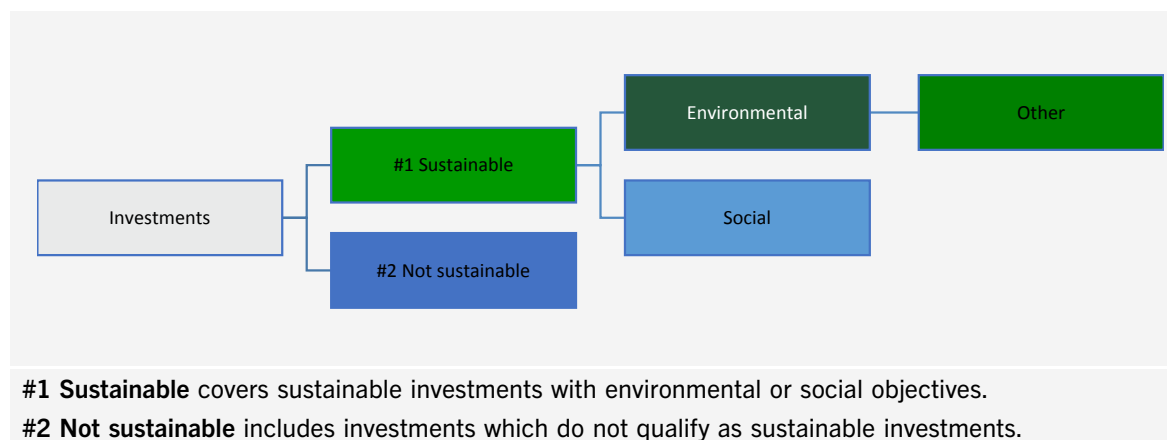 Environmental
Other
#1 Sustainable
Investments
Social
#2 Not sustainable
#1 Sustainable covers sustainable investments with environmental or social objectives.
#2 Not sustainable includes investments which do not qualify as sustainable investments.